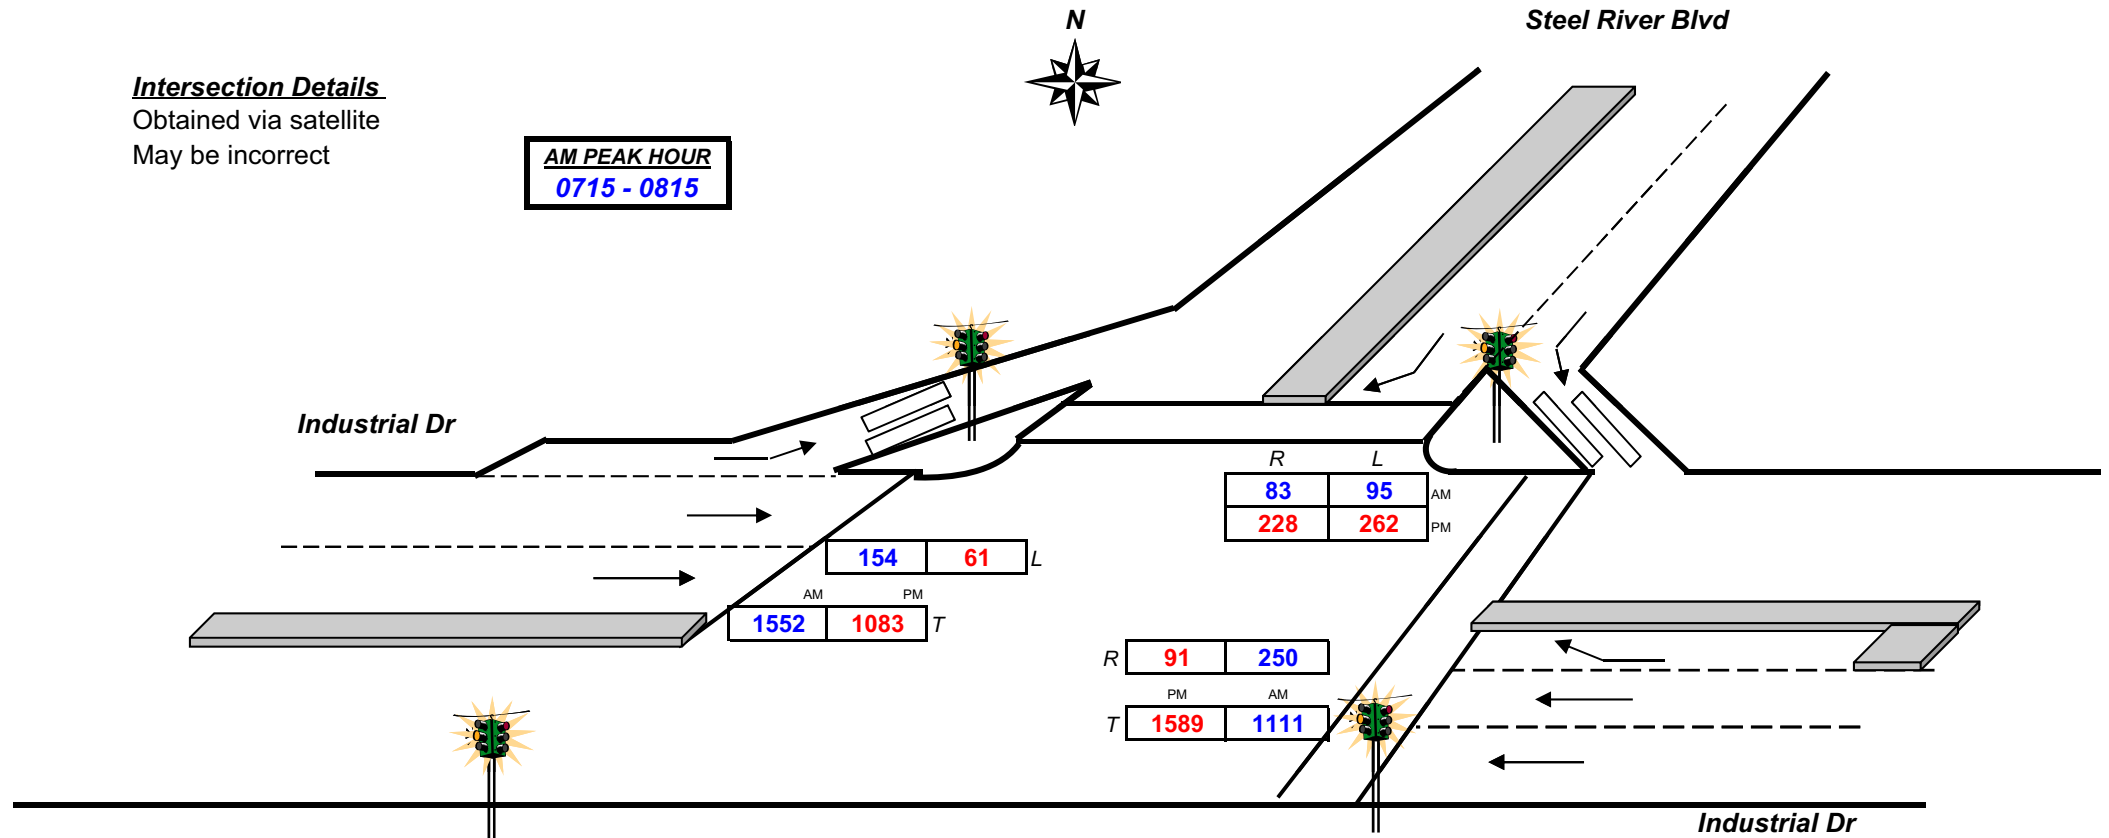 N
Steel River Blvd
Intersection Details
Obtained via satellite
May be incorrect
AM PEAK HOUR
0715 - 0815
Industrial Dr
R L
83 95 AM
228 262 PM
154 61 L
AM PM
1552 1083 T
R 91 250
PM AM
T 1589 1111
Industrial Dr